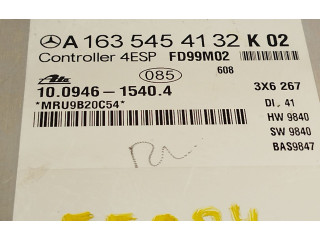 A 163 545 41 32 K 02
Controller 4ESP FD99M02
Ate 085 608
10.0946-1540.4 3X6 267
*MRU9B20C54* DI, 41
HW 9840
SW 9840
BAS9847